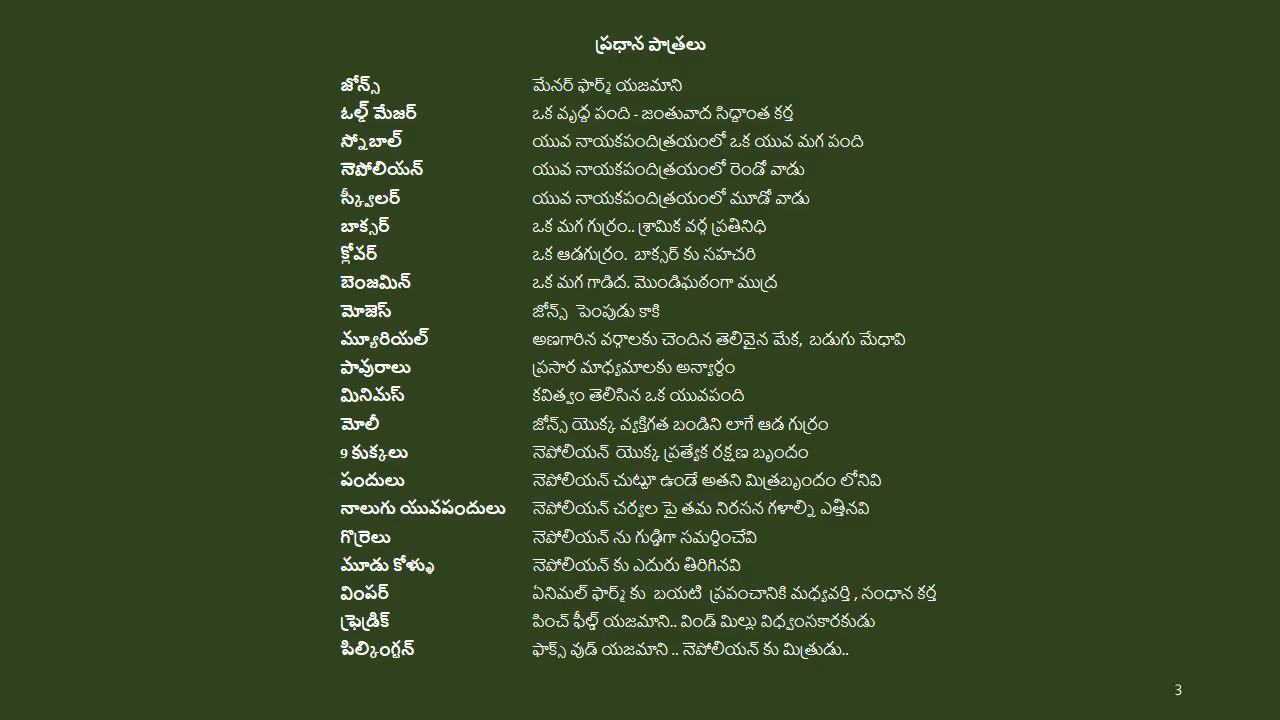 ప్రధాన పాత్రలు
జోన్స్ మేనర్ ఫార్మ్ యజమాని
ఓల్డ్ మేజర్ ఒక వృద్ధ పంది - జంతువాద సిద్ధాంత కర్త
స్నోబాల్ యువ నాయకపందిత్రయంలో ఒక యువ మగ పంది
నెపోలియన్ యువ నాయకపందిత్రయంలో రెండో వాడు
స్క్వీలర్ యువ నాయకపందిత్రయంలో మూడో వాడు
బాక్సర్ ఒక మగ గుర్రం.. శ్రామిక వర్గ ప్రతినిధి
క్లోవర్ ఒక ఆడగుర్రం. బాక్సర్ కు సహచరి
బెంజమిన్ ఒక మగ గాడిద. మొండిఘఠంగా ముద్ర
మోజెస్ జోన్స్ పెంపుడు కాకి
మ్యూరియల్ అణగారిన వర్గాలకు చెందిన తెలివైన మేక, బడుగు మేధావి
పావురాలు ప్రసార మాధ్యమాలకు అన్యార్థం
మినిమస్ కవిత్వం తెలిసిన ఒక యువపంది
మోలీ జోన్స్ యొక్క వ్యక్తిగత బండిని లాగే ఆడ గుర్రం
9 కుక్కలు నెపోలియన్ యొక్క ప్రత్యేక రక్షణ బృందం
పందులు నెపోలియన్ చుట్టూ ఉండే అతని మిత్రబృందం లోనివి
నాలుగు యువపందులు నెపోలియన్ చర్యల పై తమ నిరసన గళాల్ని ఎత్తినవి
గొర్రెలు నెపోలియన్ ను గుడ్డిగా సమర్ధించేవి
మూడు కోళ్ళు నెపోలియన్ కు ఎదురు తిరిగినవి
వింపర్ ఏనిమల్ ఫార్మ్ కు బయటి ప్రపంచానికి మధ్యవర్తి , సంధాన కర్త
ఫ్రెడ్రిక్ పించ్ ఫీల్డ్ యజమాని.. విండ్ మిల్లు విధ్వంసకారకుడు
పిల్కింగ్టన్ ఫాక్స్ వుడ్ యజమాని .. నెపోలియన్ కు మిత్రుడు..
3